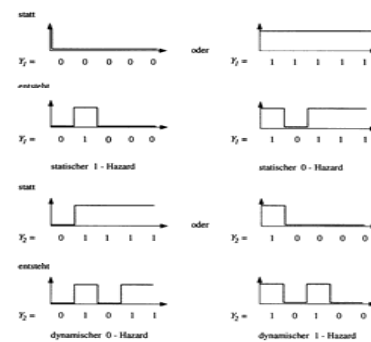 statt
oder
Y₁ = 0 0 0 0 0
Y₁ = 1 1 1 1 1
entsteht
Y₁ = 0 1 0 0 0
Y₁ = 1 0 1 1 1
statischer 1 - Hazard
statischer 0 - Hazard
statt
oder
Y₂ = 0 1 1 1 1
Y₂ = 1 0 0 0 0
entsteht
Y₂ = 0 1 0 1 1
Y₂ = 1 0 1 0 0
dynamischer 0 - Hazard
dynamischer 1 - Hazard